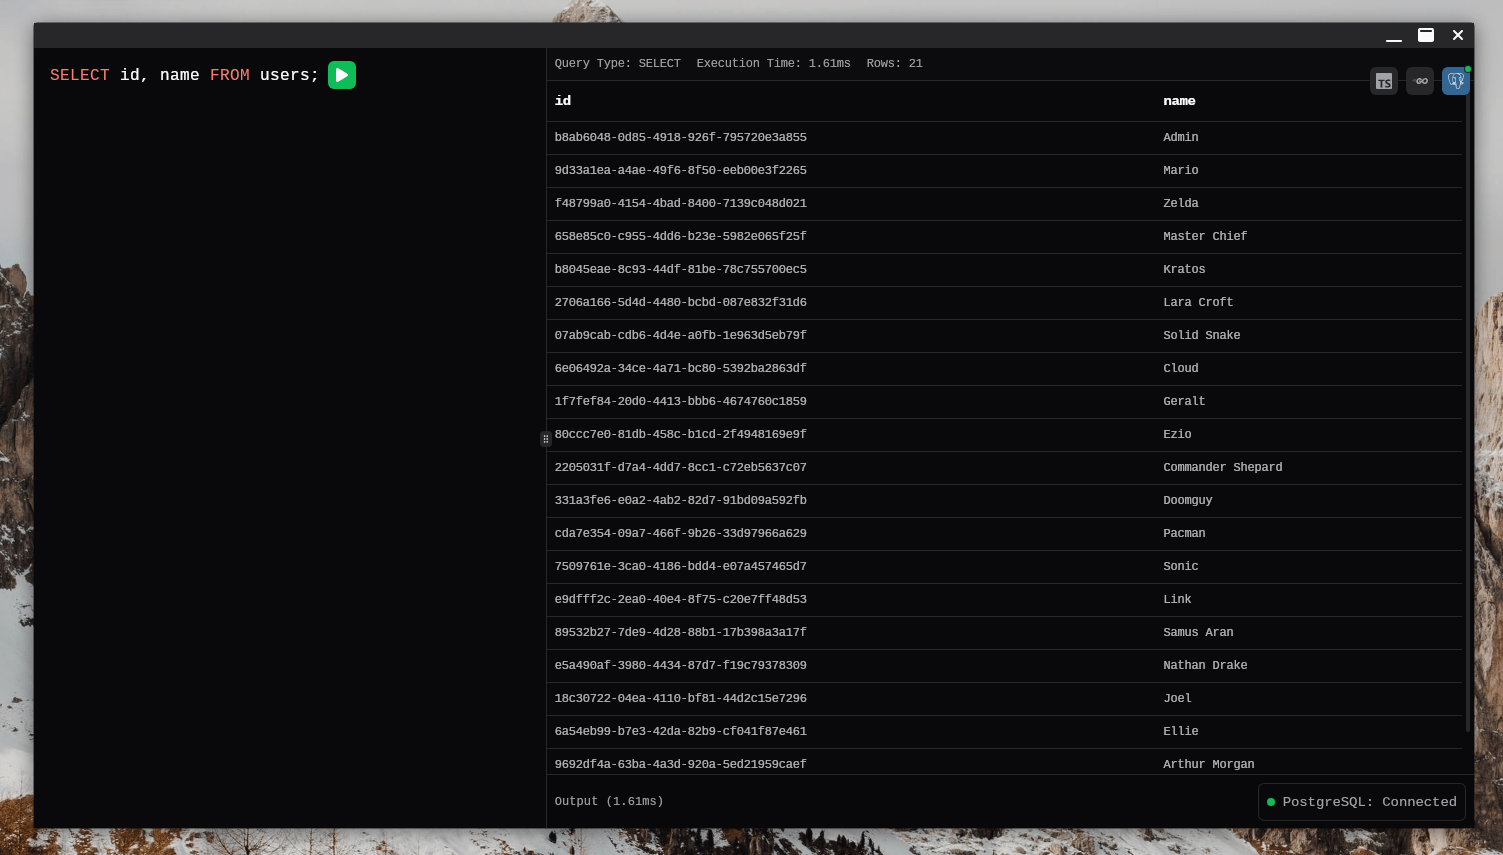 SELECT id, name FROM users;
Query Type: SELECT Execution Time: 1.61ms Rows: 21
TS
GO
id name
b8ab6048-0d85-4918-926f-795720e3a855 Admin
9d33a1ea-a4ae-49f6-8f50-eeb00e3f2265 Mario
f48799a0-4154-4bad-8400-7139c048d021 Zelda
658e85c0-c955-4dd6-b23e-5982e065f25f Master Chief
b8045eae-8c93-44df-81be-78c755700ec5 Kratos
2706a166-5d4d-4480-bcbd-087e832f31d6 Lara Croft
07ab9cab-cdb6-4d4e-a0fb-1e963d5eb79f Solid Snake
6e06492a-34ce-4a71-bc80-5392ba2863df Cloud
1f7fef84-20d0-4413-bbb6-4674760c1859 Geralt
80ccc7e0-81db-458c-b1cd-2f4948169e9f Ezio
2205031f-d7a4-4dd7-8cc1-c72eb5637c07 Commander Shepard
331a3fe6-e0a2-4ab2-82d7-91bd09a592fb Doomguy
cda7e354-09a7-466f-9b26-33d97966a629 Pacman
7509761e-3ca0-4186-bdd4-e07a457465d7 Sonic
e9dfff2c-2ea0-40e4-8f75-c20e7ff48d53 Link
89532b27-7de9-4d28-88b1-17b398a3a17f Samus Aran
e5a490af-3980-4434-87d7-f19c79378309 Nathan Drake
18c30722-04ea-4110-bf81-44d2c15e7296 Joel
6a54eb99-b7e3-42da-82b9-cf041f87e461 Ellie
9692df4a-63ba-4a3d-920a-5ed21959caef Arthur Morgan
Output (1.61ms)
PostgreSQL: Connected